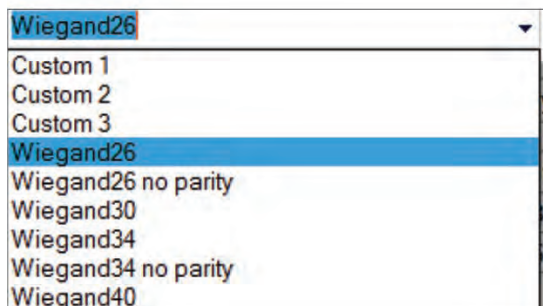 Wiegand26
Custom 1
Custom 2
Custom 3
Wiegand26
Wiegand26 no parity
Wiegand30
Wiegand34
Wiegand34 no parity
Wiegand40